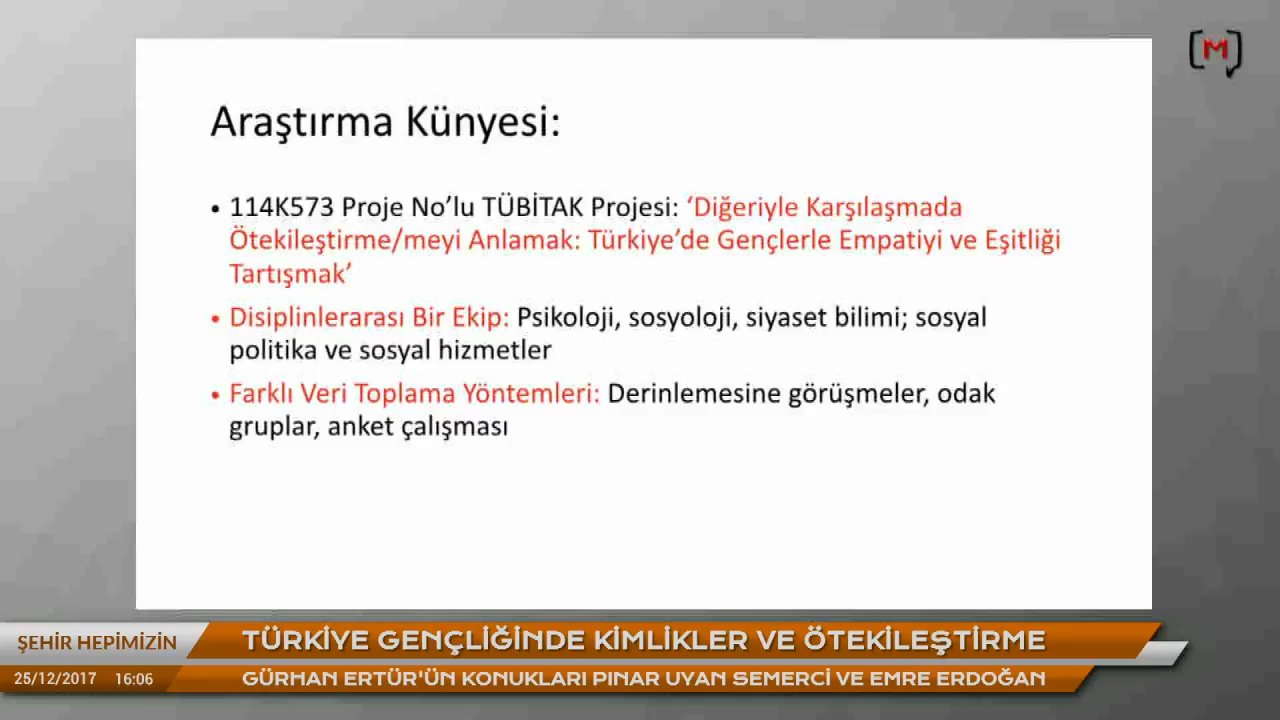 M
Araştırma Künyesi:
• 114K573 Proje No’lu TÜBİTAK Projesi: ‘Diğeriyle Karşılaşmada
Ötekileştirme/meyi Anlamak: Türkiye’de Gençlerle Empatiyi ve Eşitliği
Tartışmak’
• Disiplinlerarası Bir Ekip: Psikoloji, sosyoloji, siyaset bilimi; sosyal
politika ve sosyal hizmetler
• Farklı Veri Toplama Yöntemleri: Derinlemesine görüşmeler, odak
gruplar, anket çalışması
ŞEHİR HEPİMİZİN
TÜRKİYE GENÇLİĞİNDE KİMLİKLER VE ÖTEKİLEŞTİRME
25/12/2017 16:06
GÜRHAN ERTÜR'ÜN KONUKLARI PINAR UYAN SEMERCİ VE EMRE ERDOĞAN